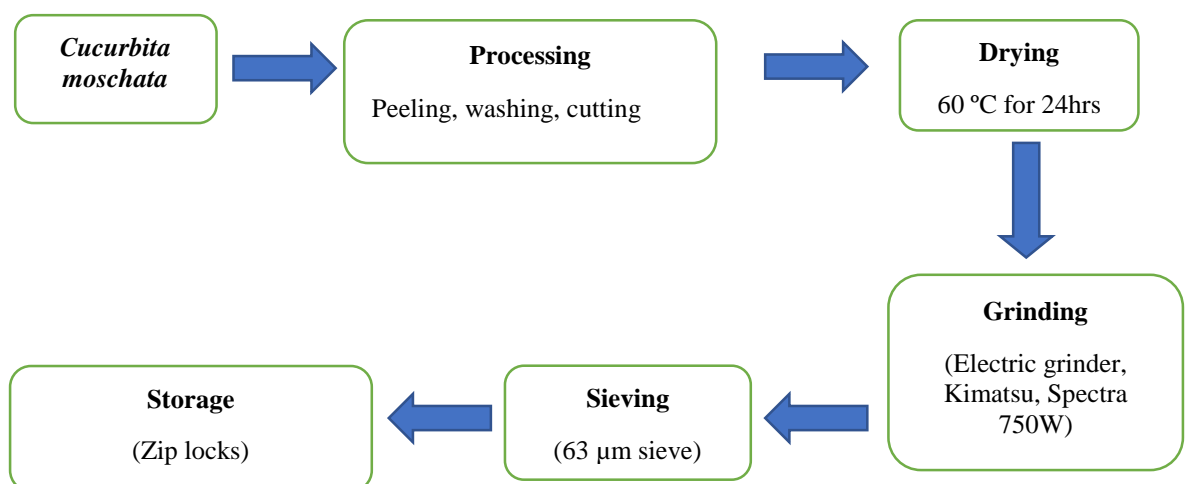 Cucurbita
moschata
Processing
Peeling, washing, cutting
Drying
60 ºC for 24hrs
Grinding
(Electric grinder,
Kimatsu, Spectra
750W)
Sieving
(63 µm sieve)
Storage
(Zip locks)